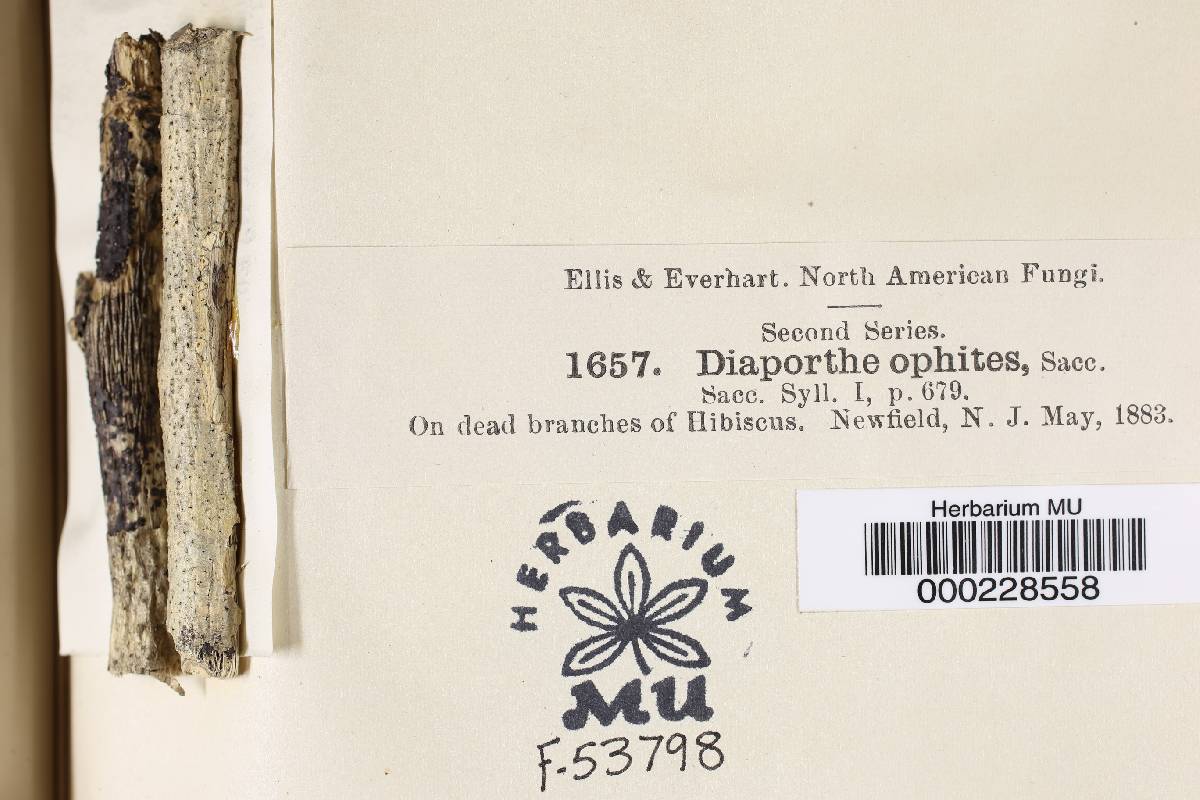 Ellis & Everhart. North American Fungi.
Second Series.
1657. Diaporthe ophites, Sacc.
Sacc. Syll. I, p. 679.
On dead branches of Hibiscus. Newfield, N. J. May, 1883.
Herbarium MU
000228558
HERBARIUM
MU
F-53798